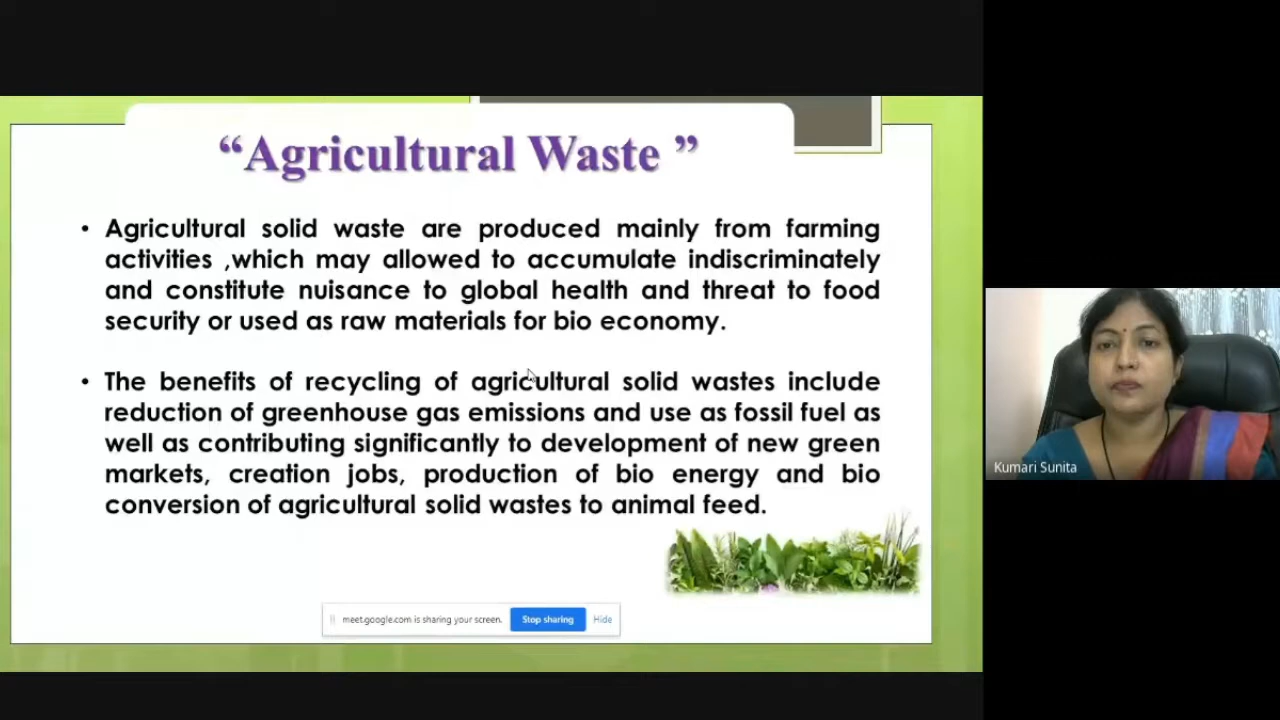 “Agricultural Waste ”
• Agricultural solid waste are produced mainly from farming
activities ,which may allowed to accumulate indiscriminately
and constitute nuisance to global health and threat to food
security or used as raw materials for bio economy.
• The benefits of recycling of agricultural solid wastes include
reduction of greenhouse gas emissions and use as fossil fuel as
well as contributing significantly to development of new green
markets, creation jobs, production of bio energy and bio
conversion of agricultural solid wastes to animal feed.
meet.google.com is sharing your screen. Stop sharing Hide
Kumari Sunita